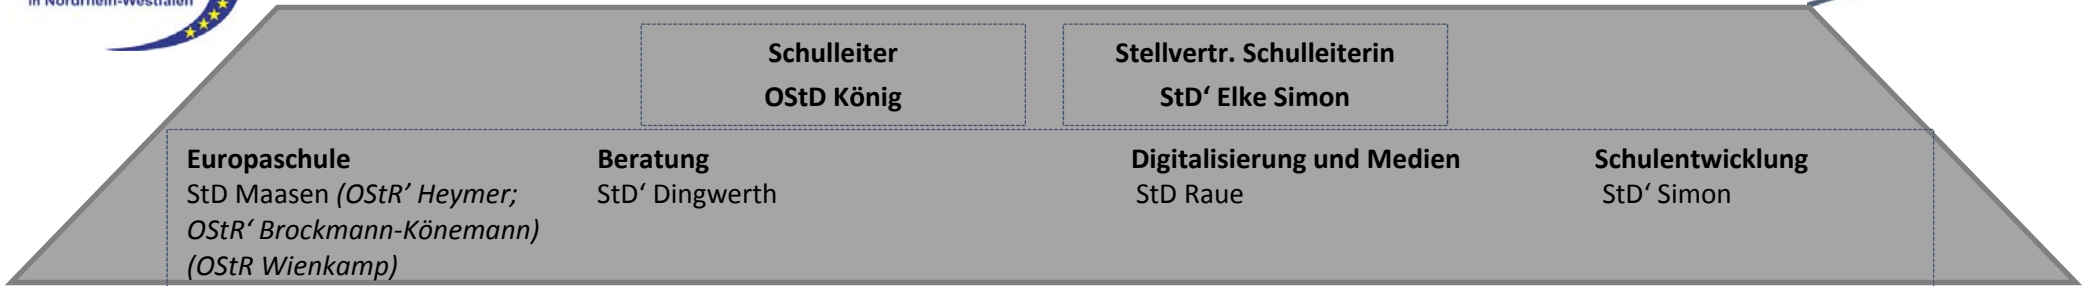 in Nordrhein-Westfalen
Schulleiter
OStD König
Stellvertr. Schulleiterin
StD‘ Elke Simon
Europaschule
StD Maasen (OStR’ Heymer;
OStR‘ Brockmann-Könemann)
(OStR Wienkamp)
Beratung
StD‘ Dingwerth
Digitalisierung und Medien
StD Raue
Schulentwicklung
StD‘ Simon